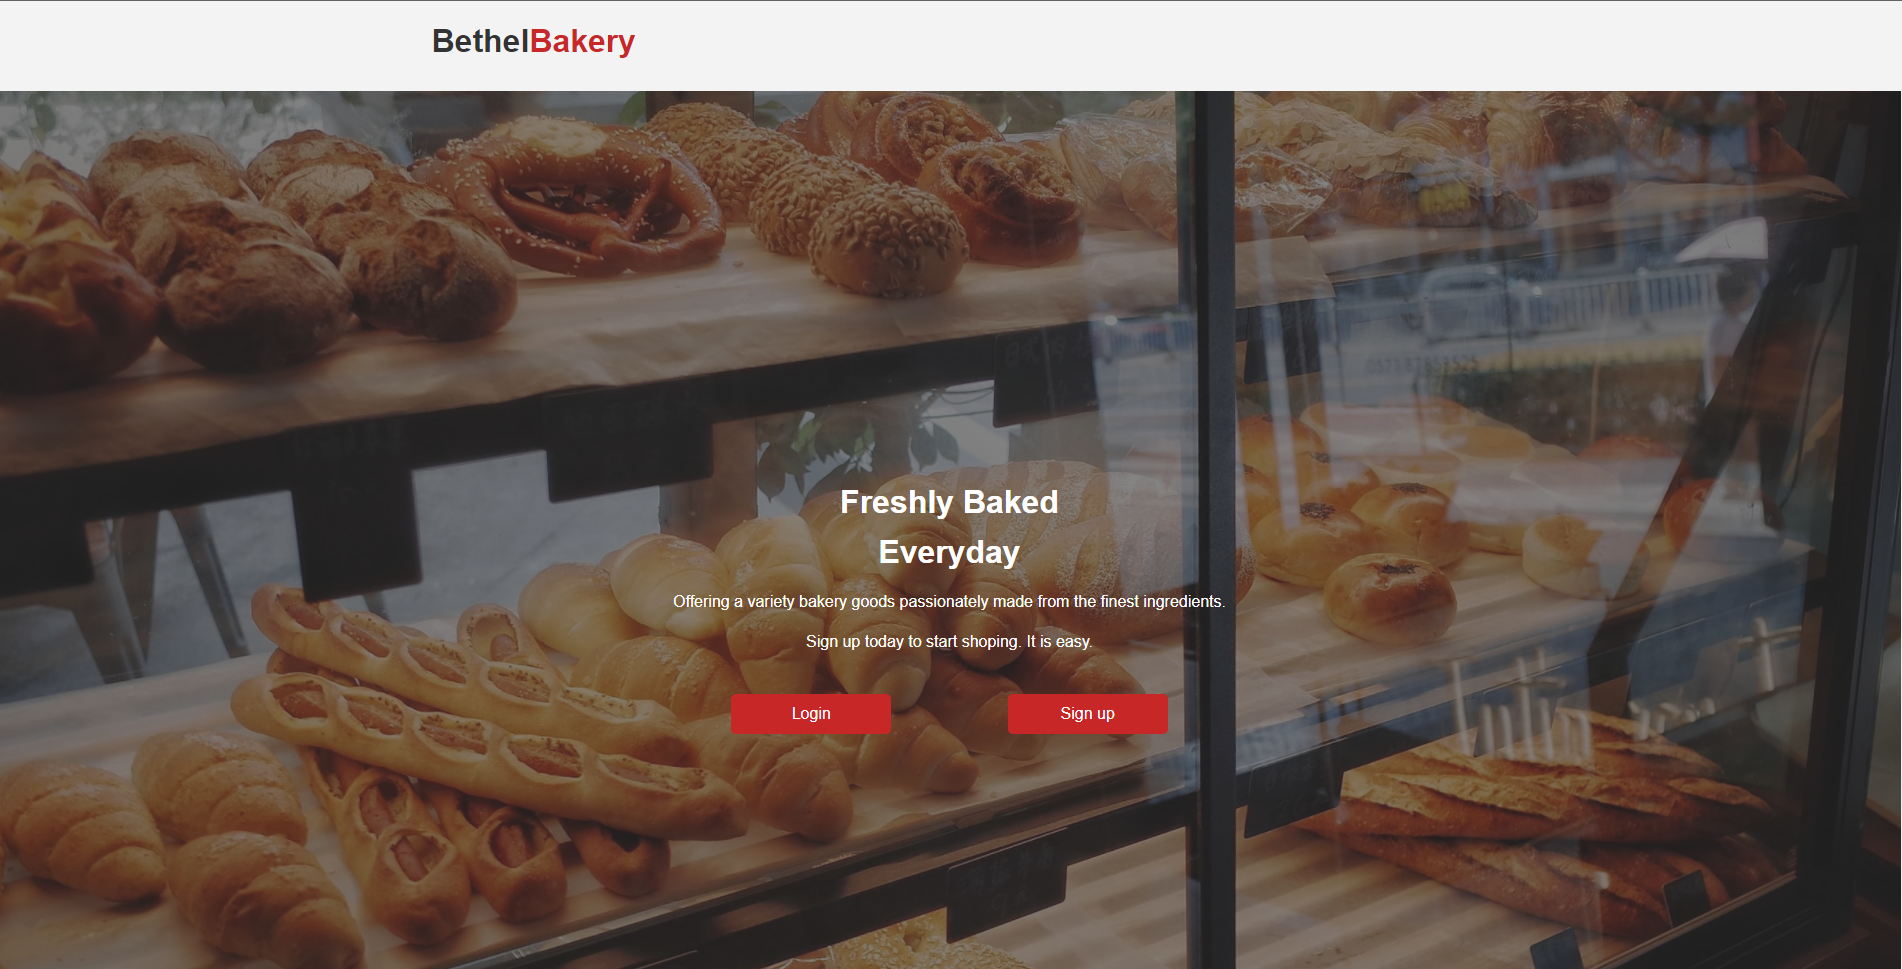 BethelBakery
Freshly Baked
Everyday
Offering a variety bakery goods passionately made from the finest ingredients.
Sign up today to start shoping. It is easy.
Login
Sign up